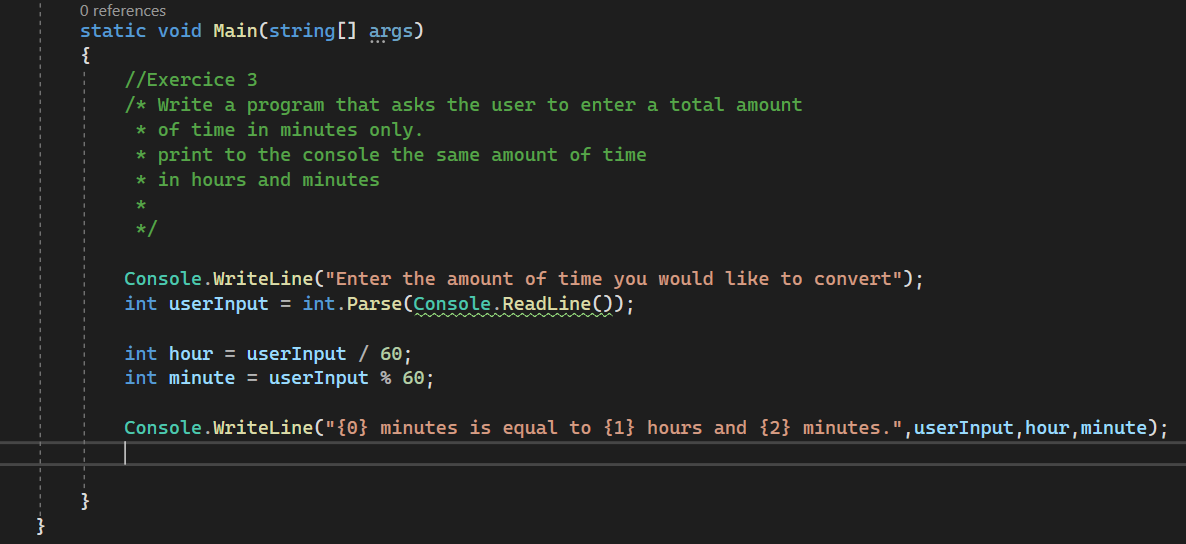 0 references
static void Main(string[] args)
{
//Exercice 3
/* Write a program that asks the user to enter a total amount
* of time in minutes only.
* print to the console the same amount of time
* in hours and minutes
*
*/
Console.WriteLine("Enter the amount of time you would like to convert");
int userInput = int.Parse(Console.ReadLine());
int hour = userInput / 60;
int minute = userInput % 60;
Console.WriteLine("{0} minutes is equal to {1} hours and {2} minutes.",userInput,hour,minute);
}
}